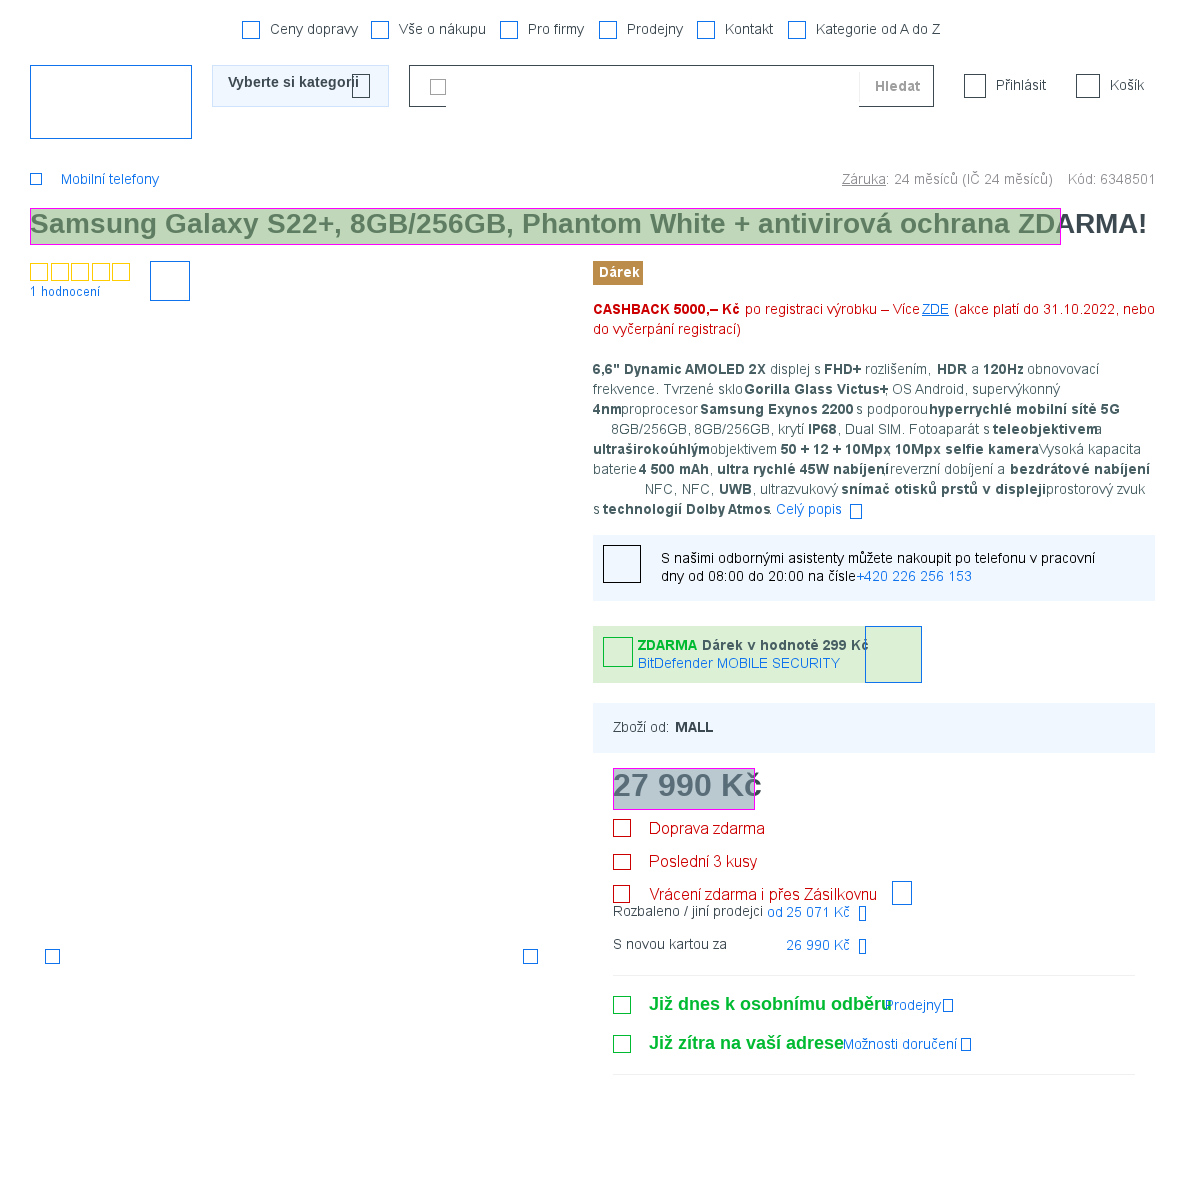 Ceny dopravy Vše o nákupu Pro firmy Prodejny Kontakt Kategorie od A do Z
Vyberte si kategorii Hledat Přihlásit Košík
Mobilní telefony Záruka: 24 měsíců (IČ 24 měsíců) Kód: 6348501
Samsung Galaxy S22+, 8GB/256GB, Phantom White + antivirová ochrana ZDARMA!
1 hodnocení
Dárek
CASHBACK 5000,– Kč po registraci výrobku – Více ZDE (akce platí do 31.10.2022, nebo
do vyčerpání registrací)
6,6" Dynamic AMOLED 2X displej s FHD+ rozlišením, HDR a 120Hz obnovovací
frekvence. Tvrzené sklo Gorilla Glass Victus+, OS Android, supervýkonný
4nm proprocesor Samsung Exynos 2200 s podporou hyperrychlé mobilní sítě 5G
8GB/256GB, 8GB/256GB, krytí IP68, Dual SIM. Fotoaparát s teleobjektivem a
ultraširokoúhlým objektivem 50 + 12 + 10Mpx, 10Mpx selfie kamera Vysoká kapacita
baterie 4 500 mAh, ultra rychlé 45W nabíjení, reverzní dobíjení a bezdrátové nabíjení
NFC, NFC, UWB, ultrazvukový snímač otisků prstů v displeji prostorový zvuk
s technologií Dolby Atmos. Celý popis
S našimi odbornými asistenty můžete nakoupit po telefonu v pracovní
dny od 08:00 do 20:00 na čísle +420 226 256 153
ZDARMA Dárek v hodnotě 299 Kč
BitDefender MOBILE SECURITY
Zboží od: MALL
27 990 Kč
Doprava zdarma
Poslední 3 kusy
Vrácení zdarma i přes Zásilkovnu
Rozbaleno / jiní prodejci od 25 071 Kč
S novou kartou za 26 990 Kč
Již dnes k osobnímu odběru Prodejny
Již zítra na vaší adrese Možnosti doručení